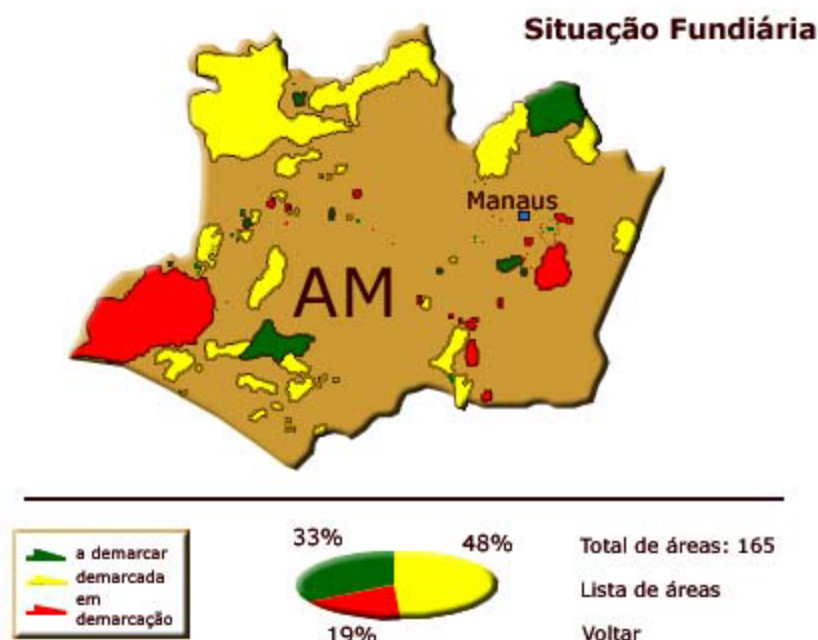 Situação Fundiária
Manaus
AM
a demarcar
demarcada
em
demarcação
33%
48%
19%
Total de áreas: 165
Lista de áreas
Voltar